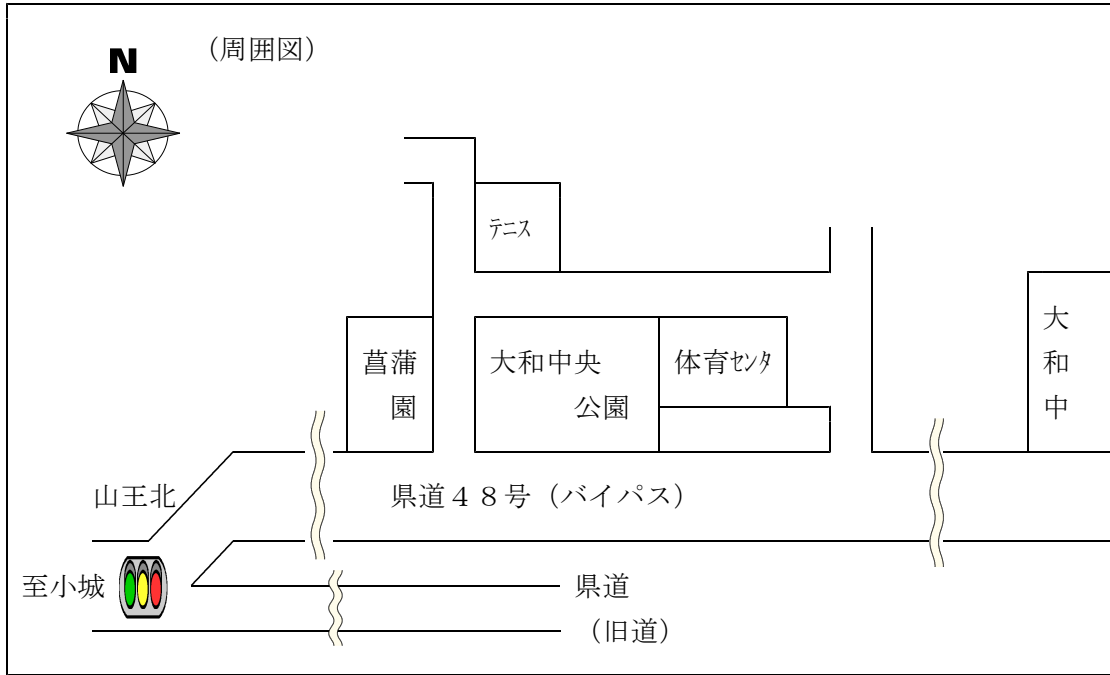 N
(周囲図)
テニス
菖蒲
園
大和中央
公園
体育センタ
大
和
中
山王北
県道48号(バイパス)
至小城
県道
(旧道)